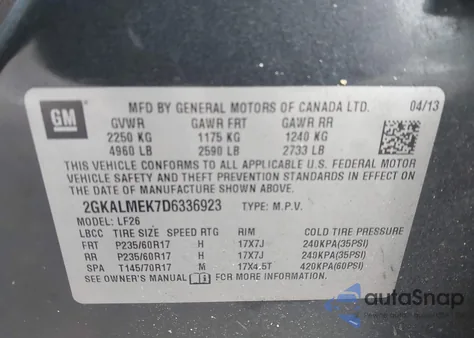 GM
MFD BY GENERAL MOTORS OF CANADA LTD. 04/13
GVWR GAWR FRT GAWR RR
2250 KG 1175 KG 1240 KG
4960 LB 2590 LB 2733 LB
THIS VEHICLE CONFORMS TO ALL APPLICABLE U.S. FEDERAL MOTOR
VEHICLE SAFETY AND THEFT PREVENTION STANDARDS IN EFFECT ON
THE DATE OF MANUFACTURE SHOWN ABOVE.
2GKALMEK7D6336923 TYPE: M.P.V.
MODEL: LF26
LBCC TIRE SIZE SPEED RTG RIM COLD TIRE PRESSURE
FRT P235/60R17 H 17X7J 240KPA(35PSI)
RR P235/60R17 H 17X7J 240KPA(35PSI)
SPA T145/70R17 M 17X4.5T 420KPA(60PSI)
SEE OWNER'S MANUAL FOR MORE INFORMATION.
autoSnap